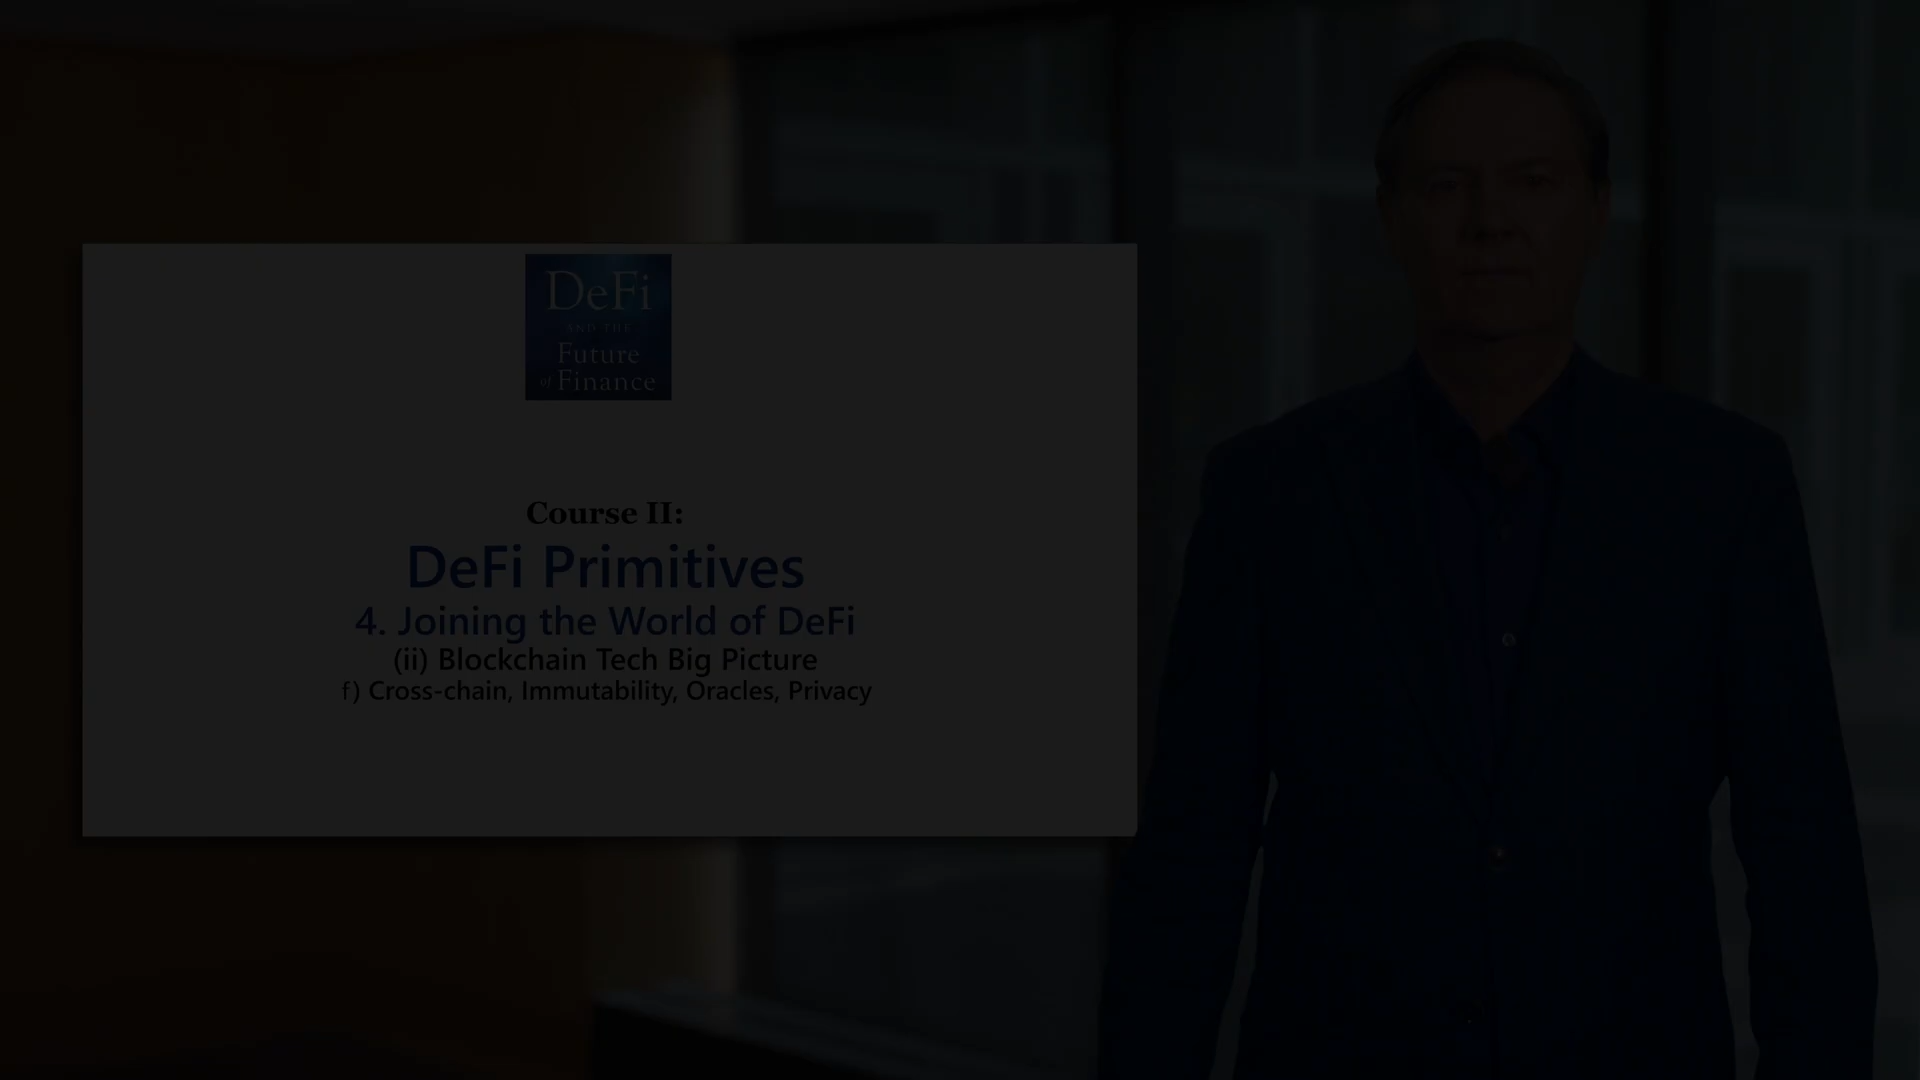 DeFi
AND THE
Future
of Finance
Course II:
DeFi Primitives
4. Joining the World of DeFi
(ii) Blockchain Tech Big Picture
f) Cross-chain, Immutability, Oracles, Privacy